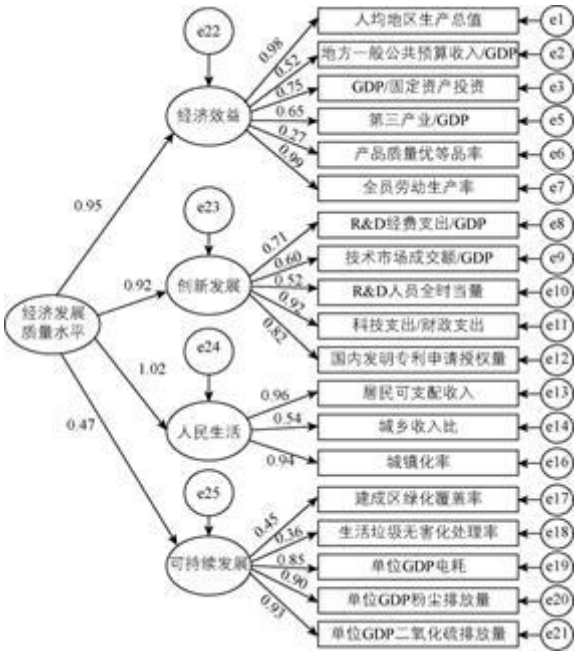 e22
0.98
人均地区生产总值
e1
0.52
地方一般公共预算收入/GDP
e2
0.75
GDP/固定资产投资
e3
经济效益
0.65
第三产业/GDP
e5
0.27
产品质量优等品率
e6
0.99
全员劳动生产率
e7
0.95
e23
0.71
R&D经费支出/GDP
e8
0.60
技术市场成交额/GDP
e9
0.92
创新发展
0.52
R&D人员全时当量
e10
经济发展
质量水平
0.92
科技支出/财政支出
e11
0.82
国内发明专利申请授权量
e12
e24
1.02
0.96
居民可支配收入
e13
0.47
人民生活
0.54
城乡收入比
e14
0.94
城镇化率
e16
e25
0.45
建成区绿化覆盖率
e17
0.36
生活垃圾无害化处理率
e18
可持续发展
0.85
单位GDP电耗
e19
0.90
单位GDP粉尘排放量
e20
0.93
单位GDP二氧化硫排放量
e21